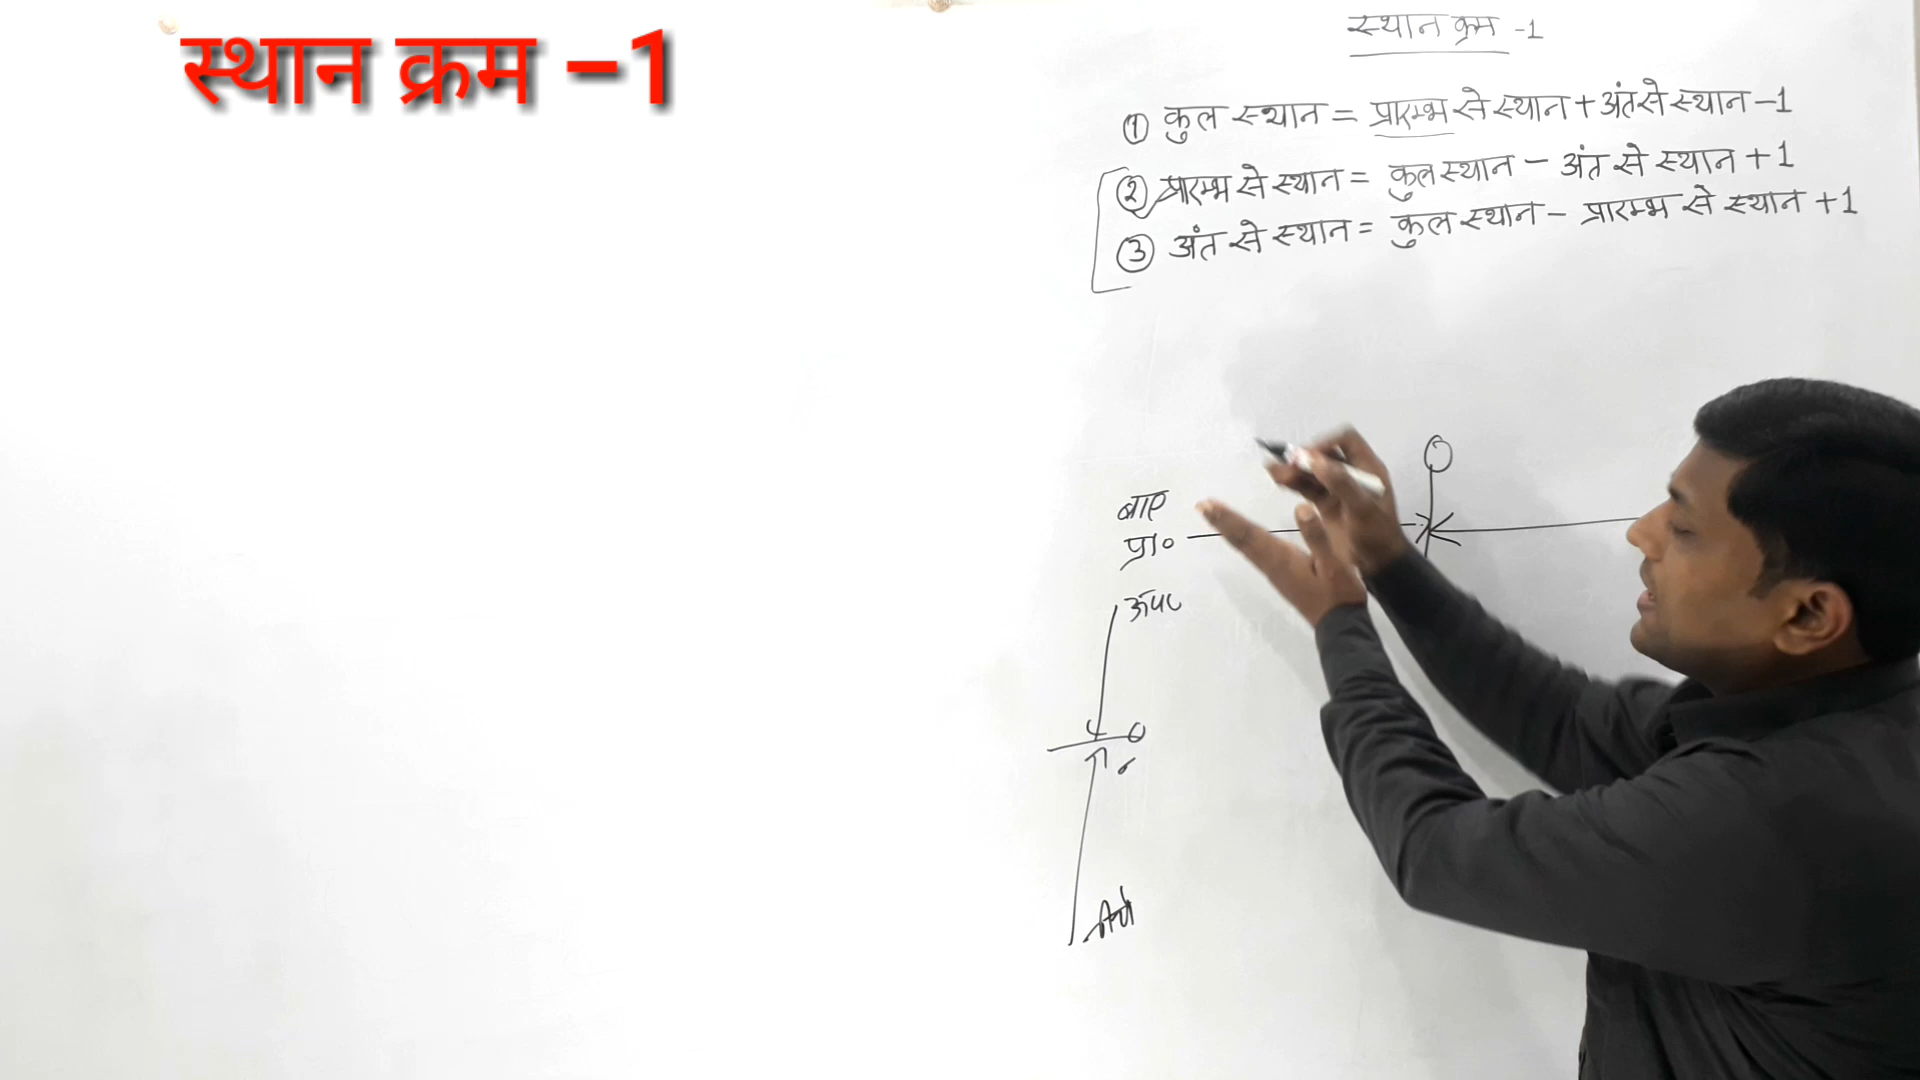 स्थान क्रम -1
स्थान क्रम -1
① कुल स्थान = प्रारम्भ से स्थान + अंत से स्थान - 1
② प्रारम्भ से स्थान = कुल स्थान - अंत से स्थान + 1
③ अंत से स्थान = कुल स्थान - प्रारम्भ से स्थान + 1
बाए
प्रा०
ऊपर